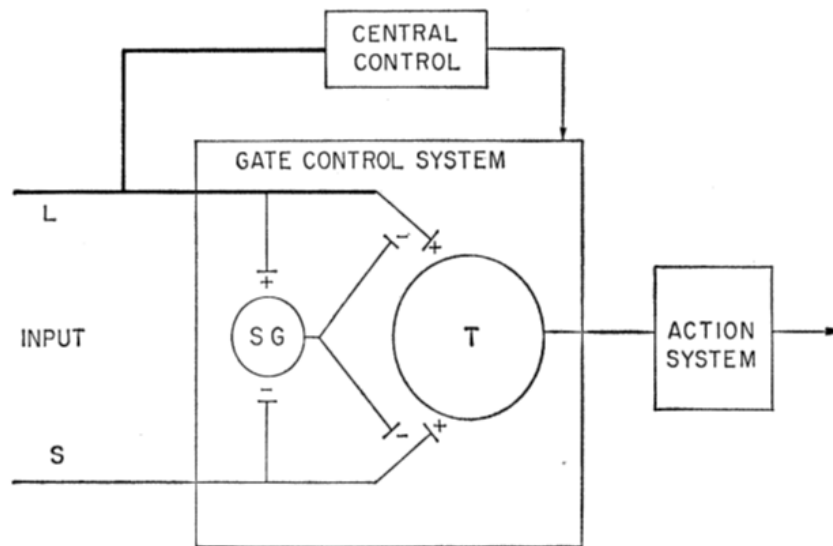 CENTRAL
CONTROL
GATE CONTROL SYSTEM
L
+
-
+
SG
T
INPUT
ACTION
SYSTEM
-
-
+
S